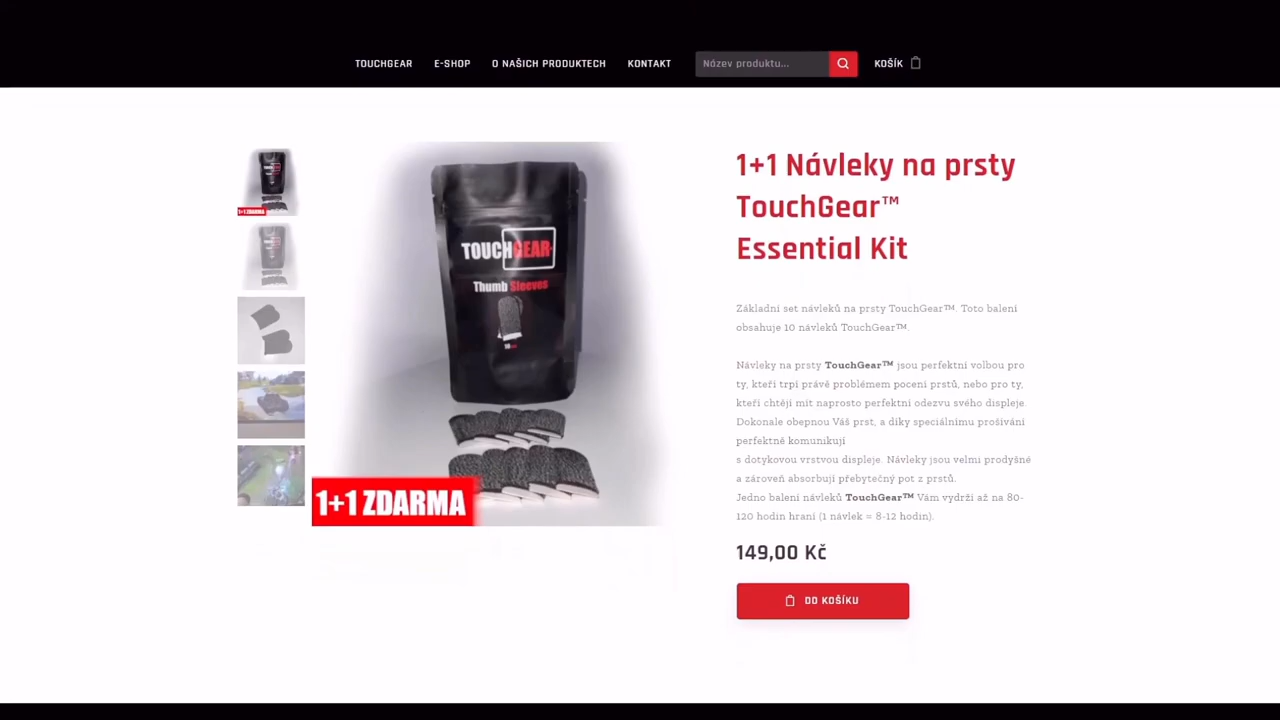 TOUCHGEAR E-SHOP O NAŠICH PRODUKTECH KONTAKT Název produktu... KOŠÍK
1+1 ZDARMA
TOUCHGEAR
Thumb Sleeves
1+1 ZDARMA
1+1 Návleky na prsty
TouchGear™
Essential Kit
Základní set návleků na prsty TouchGear™. Toto balení
obsahuje 10 návleků TouchGear™.
Návleky na prsty TouchGear™ jsou perfektní volbou pro
ty, kteří trpí právě problémem pocení prstů, nebo pro ty,
kteří chtějí mít naprosto perfektní odezvu svého displeje.
Dokonale obepnou Váš prst, a díky speciálnímu prošívání
perfektně komunikují
s dotykovou vrstvou displeje. Návleky jsou velmi prodyšné
a zároveň absorbují přebytečný pot z prstů.
Jedno balení návleků TouchGear™ Vám vydrží až na 80-
120 hodin hraní (1 návlek = 8-12 hodin).
149,00 Kč
DO KOŠÍKU